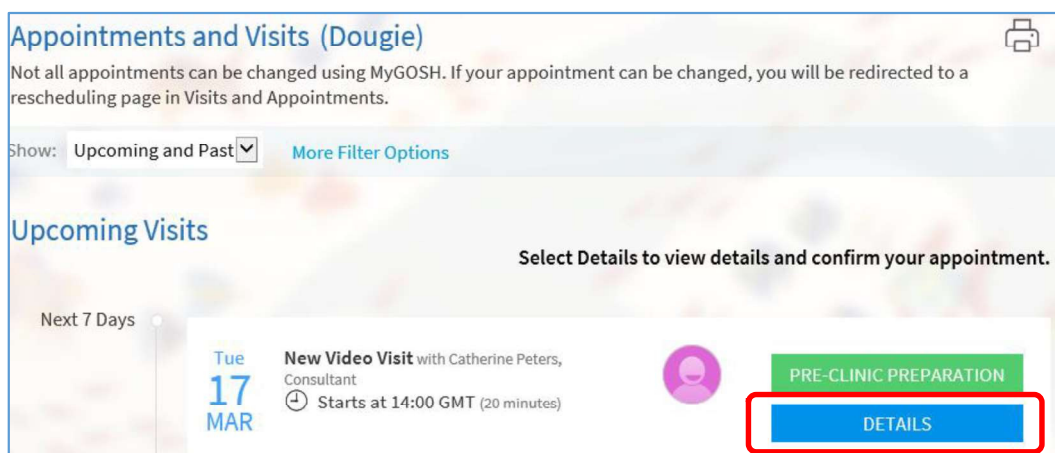 Appointments and Visits (Dougie)
Not all appointments can be changed using MyGOSH. If your appointment can be changed, you will be redirected to a
rescheduling page in Visits and Appointments.
Show: Upcoming and Past More Filter Options
Upcoming Visits
Select Details to view details and confirm your appointment.
Next 7 Days
Tue
17
MAR
New Video Visit with Catherine Peters,
Consultant
Starts at 14:00 GMT (20 minutes)
PRE-CLINIC PREPARATION
DETAILS